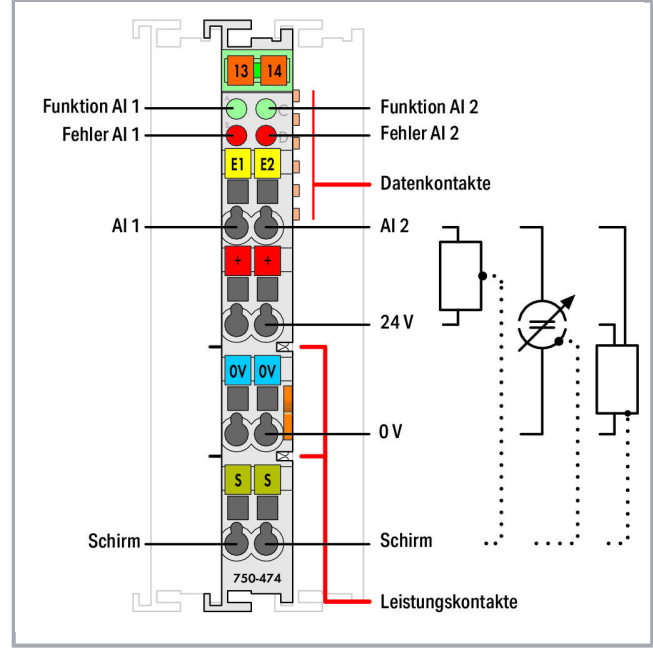 13 14
A C
Funktion AI 1
Funktion AI 2
Fehler AI 1
B D
Fehler AI 2
E1 E2
Datenkontakte
AI 1
AI 2
+ +
24 V
0V 0V
0 V
S S
Schirm
Schirm
750-474
Leistungskontakte